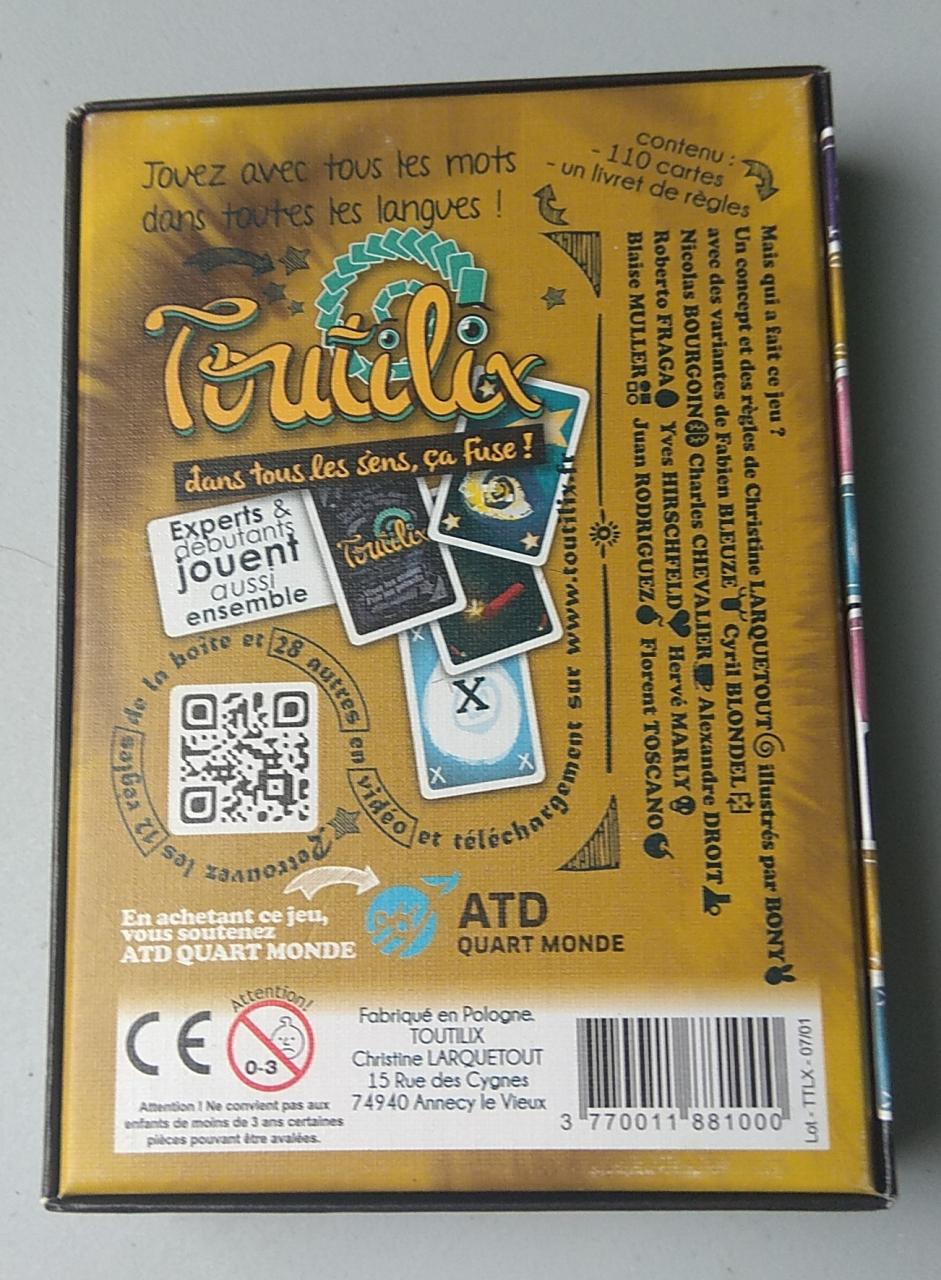 Jouez avec tous les mots
dans toutes les langues !
contenu :
- 110 cartes
- un livret de règles
Toutilix
dans tous les sens, ça fuse !
Experts &
débutants
jouent
aussi
ensemble
Toutilix
X
X
X
X
Retrouvez les 12 règles de la boîte et 28 autres en vidéo et téléchargement sur www.toutilix.fr
Mais qui a fait ce jeu ?
Un concept et des règles de Christine LARQUETOUT illustrés par BONY
avec des variantes de Fabien BLEUZE Cyril BLONDEL
Nicolas BOURGOIN Charles CHEVALIER Alexandre DROIT
Roberto FRAGA Yves HIRSCHFELD Hervé MARLY
Blaise MULLER Juan RODRIGUEZ Florent TOSCANO
En achetant ce jeu,
vous soutenez
ATD QUART MONDE
ATD
QUART MONDE
CE
Attention!
0-3
Attention ! Ne convient pas aux
enfants de moins de 3 ans certaines
pièces pouvant être avalées.
Fabriqué en Pologne.
TOUTILIX
Christine LARQUETOUT
15 Rue des Cygnes
74940 Annecy le Vieux
3 770011 881000
Lot - TTLX - 07/01